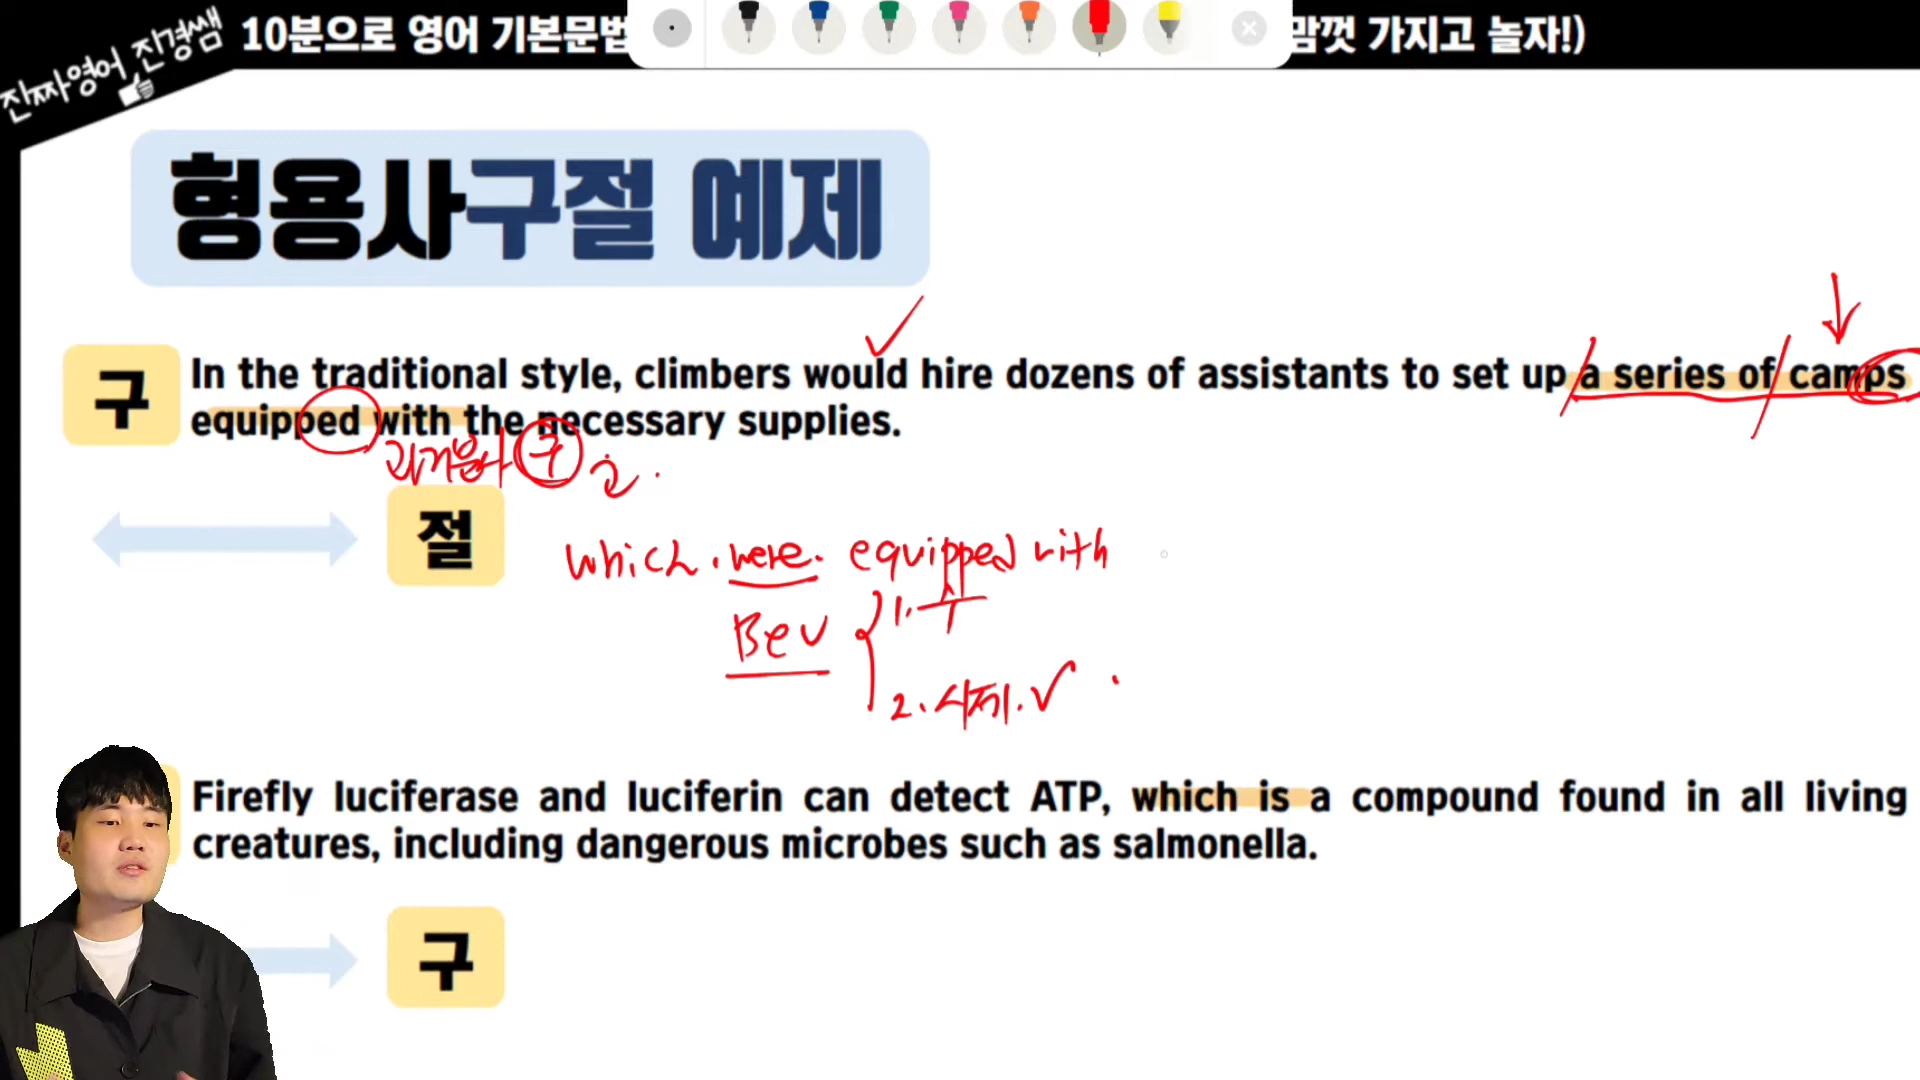 진짜영어 진경쌤
10분으로 영어 기본문법
맘껏 가지고 놀자!)
형용사구절 예제
구
In the traditional style, climbers would hire dozens of assistants to set up a series of camps
equipped with the necessary supplies.
과거분사 구
절
which were equipped with
Be V
1. 수
2. 시제.
Firefly luciferase and luciferin can detect ATP, which is a compound found in all living
creatures, including dangerous microbes such as salmonella.
구